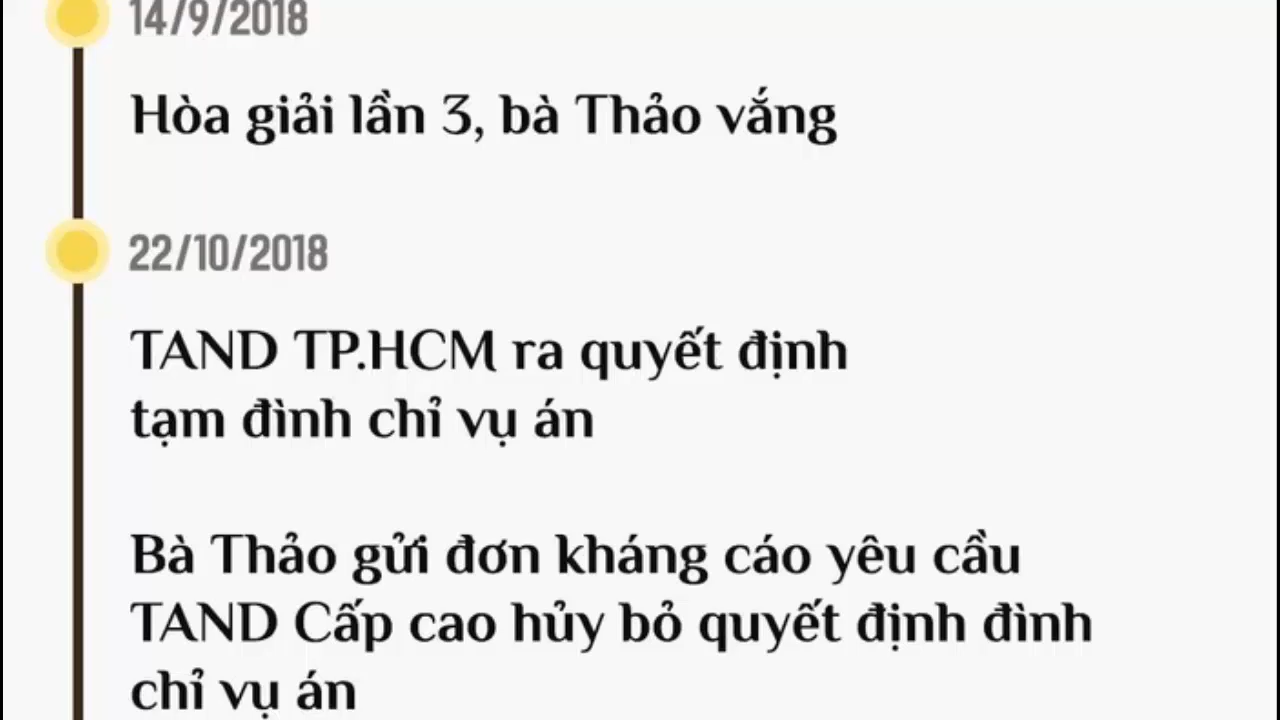 14/9/2018
Hòa giải lần 3, bà Thảo vắng
22/10/2018
TAND TP.HCM ra quyết định
tạm đình chỉ vụ án
Bà Thảo gửi đơn kháng cáo yêu cầu
TAND Cấp cao hủy bỏ quyết định đình
chỉ vụ án